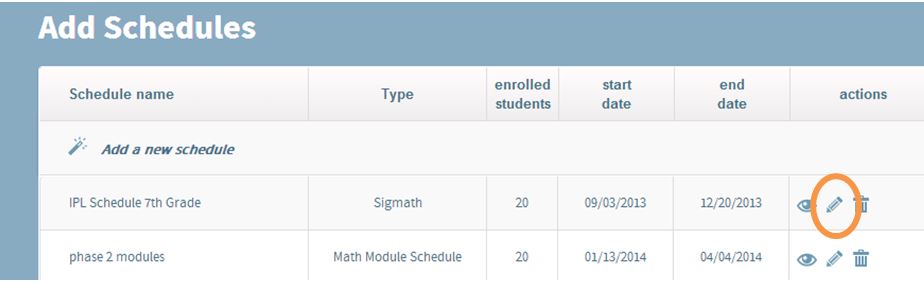 Add Schedules
Schedule name Type enrolled students start date end date actions
Add a new schedule
IPL Schedule 7th Grade Sigmath 20 09/03/2013 12/20/2013
phase 2 modules Math Module Schedule 20 01/13/2014 04/04/2014